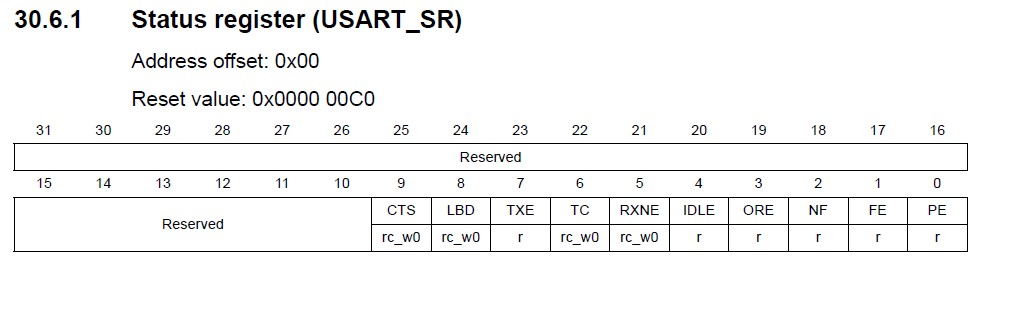 30.6.1 Status register (USART_SR)
Address offset: 0x00
Reset value: 0x0000 00C0
31 30 29 28 27 26 25 24 23 22 21 20 19 18 17 16
Reserved
15 14 13 12 11 10 9 8 7 6 5 4 3 2 1 0
Reserved CTS LBD TXE TC RXNE IDLE ORE NF FE PE
rc_w0 rc_w0 r rc_w0 rc_w0 r r r r r